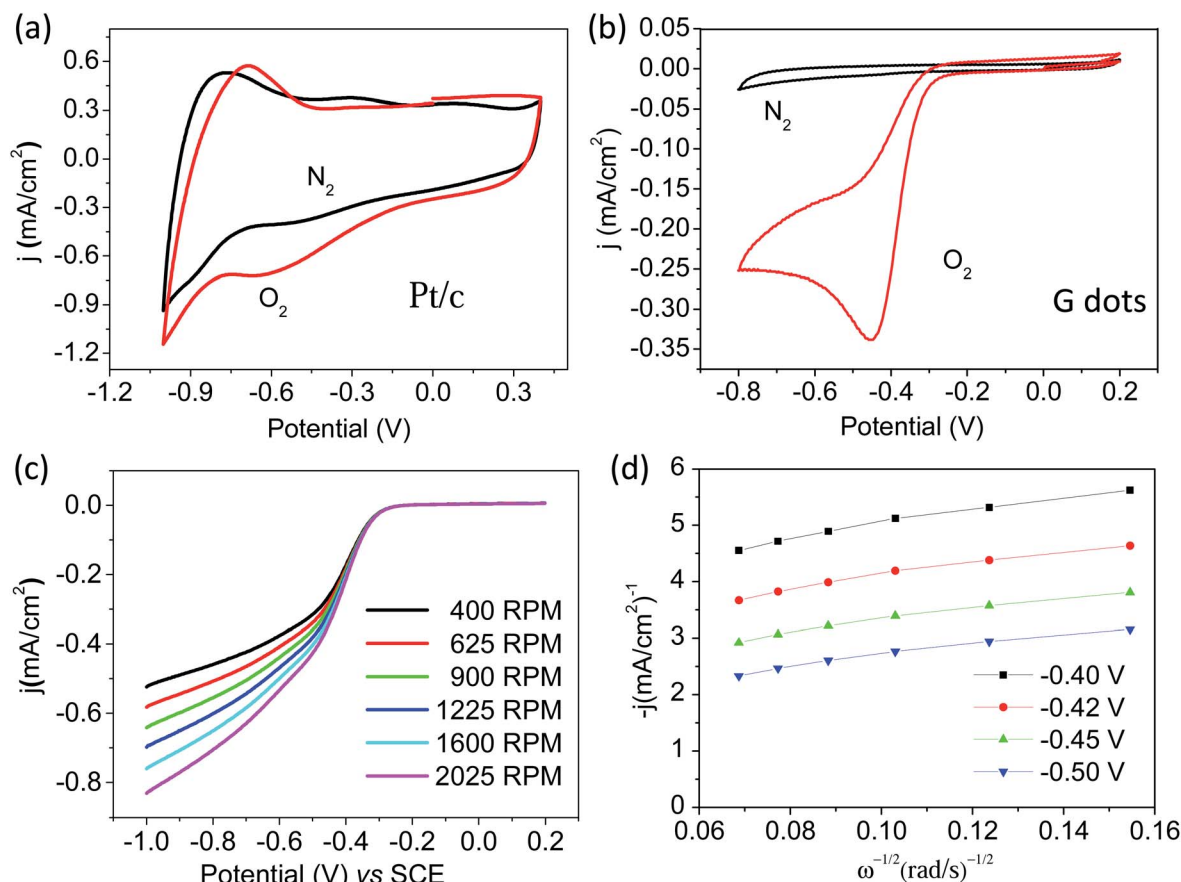 (a)
0.6
0.3
0.0
-0.3
-0.6
-0.9
-1.2
j (mA/cm²)
N₂
O₂
Pt/c
-1.2 -0.9 -0.6 -0.3 0.0 0.3
Potential (V)
(b)
0.00
-0.05
-0.10
-0.15
-0.20
-0.25
-0.30
-0.35
j (mA/cm²)
N₂
O₂
G dots
-0.8 -0.6 -0.4 -0.2 0.0 0.2
Potential (V)
(c)
0.0
-0.2
-0.4
-0.6
-0.8
j(mA/cm²)
400 RPM
625 RPM
900 RPM
1225 RPM
1600 RPM
2025 RPM
-1.0 -0.8 -0.6 -0.4 -0.2 0.0 0.2
Potential (V) vs SCE
(d)
6
5
4
3
2
1
0
-j(mA/cm²)⁻¹
-0.40 V
-0.42 V
-0.45 V
-0.50 V
0.06 0.08 0.10 0.12 0.14 0.16
ω⁻¹/²(rad/s)⁻¹/²